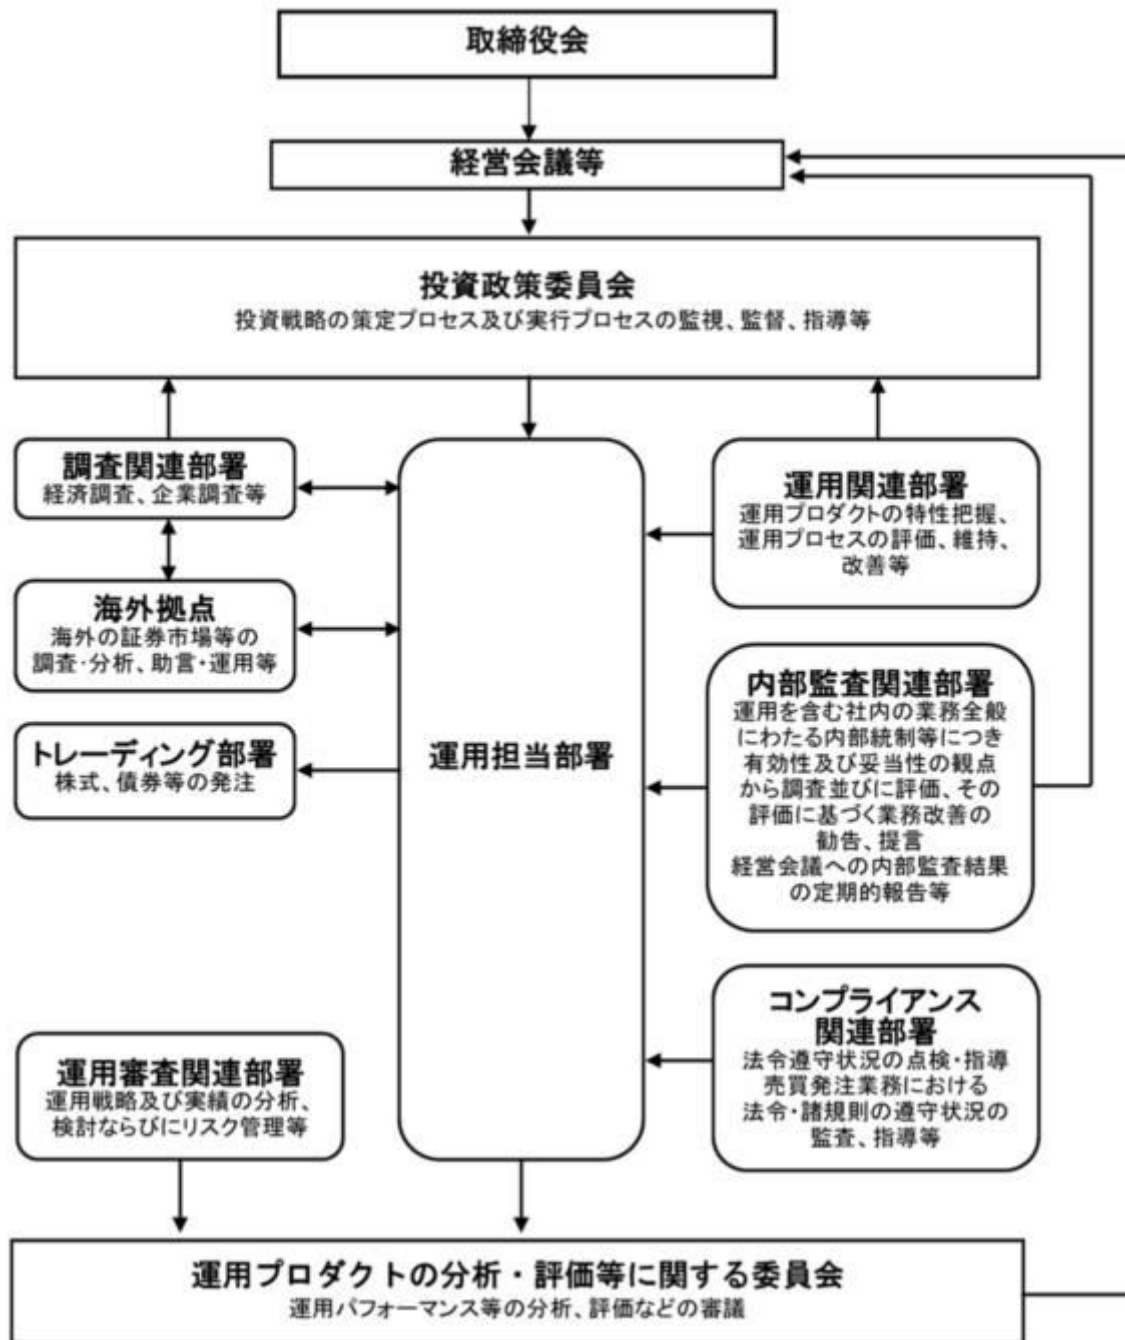 取締役会
経営会議等
投資政策委員会
投資戦略の策定プロセス及び実行プロセスの監視、監督、指導等
調査関連部署
経済調査、企業調査等
海外拠点
海外の証券市場等の
調査・分析、助言・運用等
トレーディング部署
株式、債券等の発注
運用担当部署
運用関連部署
運用プロダクトの特性把握、
運用プロセスの評価、維持、
改善等
内部監査関連部署
運用を含む社内の業務全般
にわたる内部統制等につき
有効性及び妥当性の観点
から調査並びに評価、その
評価に基づく業務改善の
勧告、提言
経営会議への内部監査結果
の定期的報告等
コンプライアンス
関連部署
法令遵守状況の点検・指導
売買発注業務における
法令・諸規則の遵守状況の
監査、指導等
運用審査関連部署
運用戦略及び実績の分析、
検討ならびにリスク管理等
運用プロダクトの分析・評価等に関する委員会
運用パフォーマンス等の分析、評価などの審議